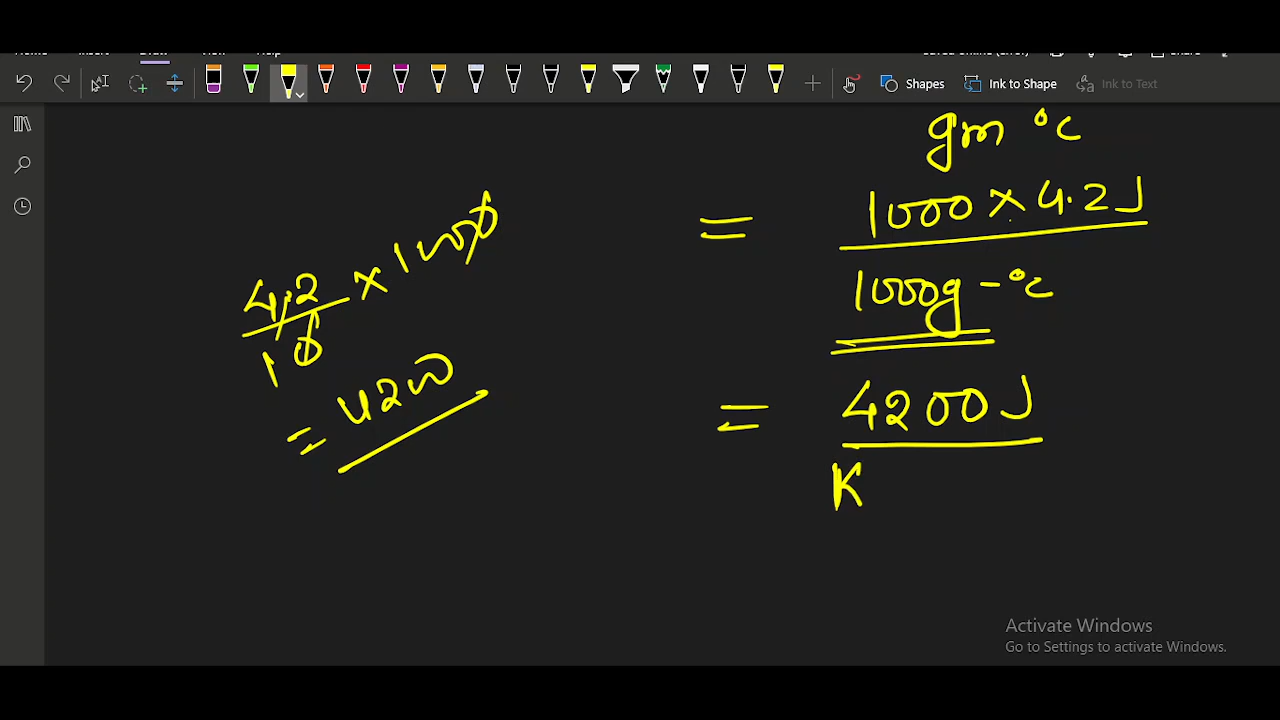 Shapes
Ink to Shape
Ink to Text
gm °C
= 1000 × 4.2 J
1000g - °C
4.2 × 1000
10
= 4200
= 4200 J
K
Activate Windows
Go to Settings to activate Windows.